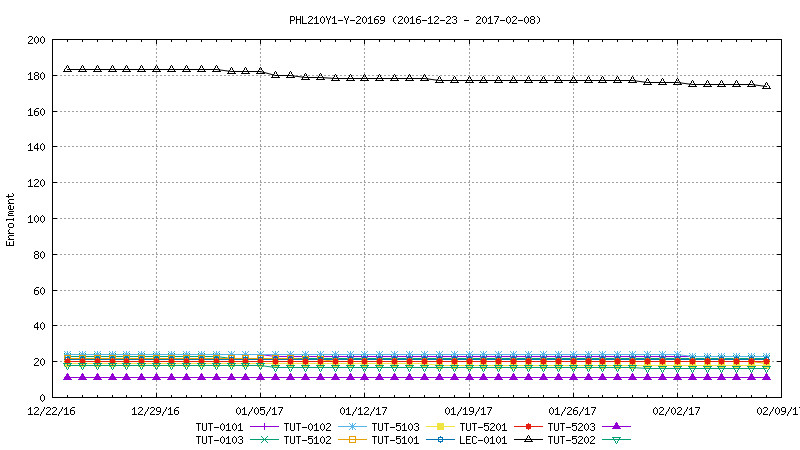 PHL210Y1-Y-20169 (2016-12-23 - 2017-02-08)
200
180
160
140
120
100
80
60
40
20
0
Enrolment
12/22/16 12/29/16 01/05/17 01/12/17 01/19/17 01/26/17 02/02/17 02/09/1
TUT-0101 TUT-0102 TUT-5103 TUT-5201 TUT-5203
TUT-0103 TUT-5102 TUT-5101 LEC-0101 TUT-5202